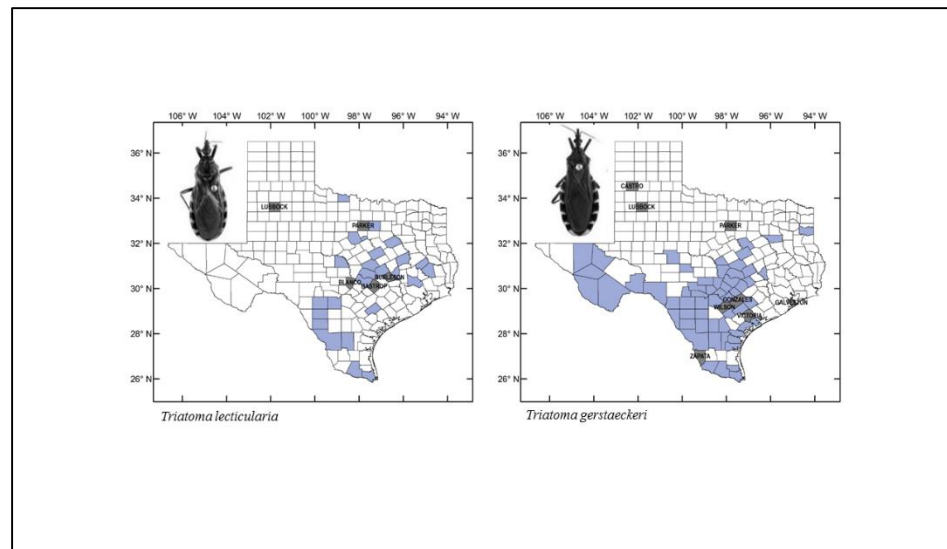 106° W 104° W 102° W 100° W 98° W 96° W 94° W
36° N
34° N
32° N
30° N
28° N
26° N
LUBBOCK
PARKER
BURLESON
BLANCO
BASTROP
Triatoma lecticularia
106° W 104° W 102° W 100° W 98° W 96° W 94° W
36° N
34° N
32° N
30° N
28° N
26° N
CASTRO
LUBBOCK
PARKER
GONZALES
WILSON
GALVESTON
VICTORIA
ZAPATA
Triatoma gerstaeckeri